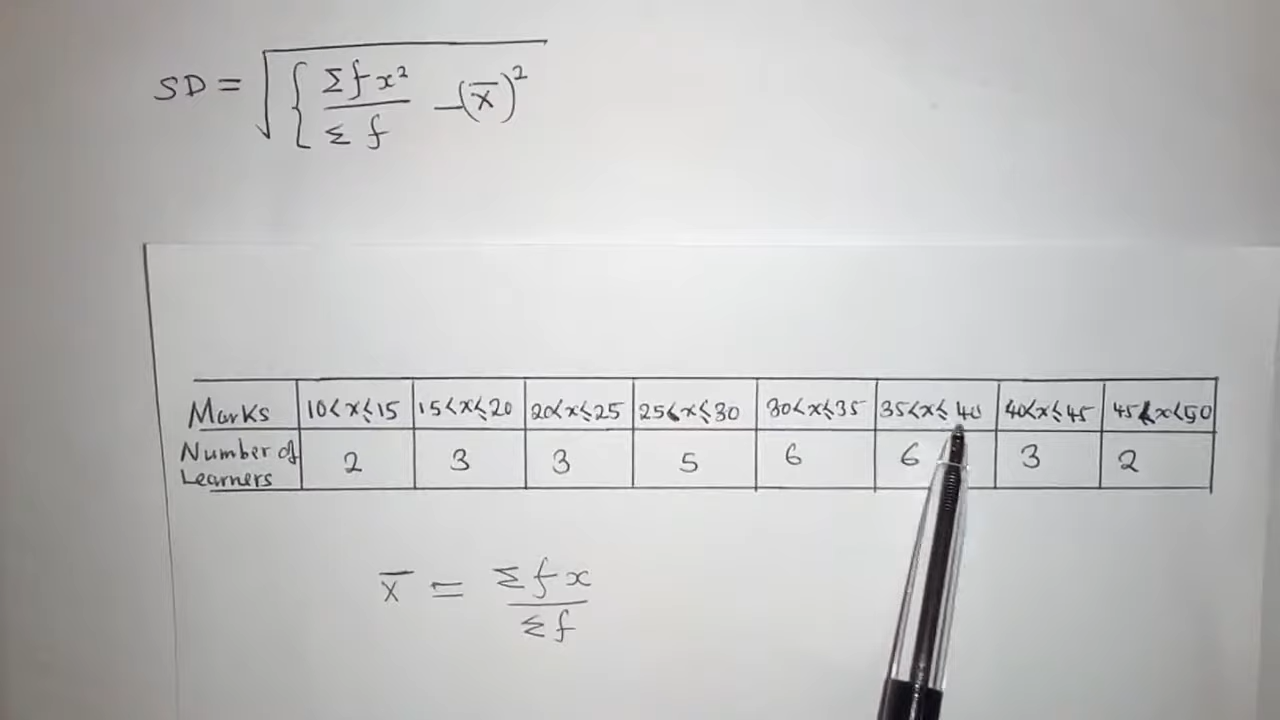 SD = √{ Σfx² / Σf − (x̄)²
Marks 10<x≤15 15<x≤20 20<x≤25 25<x≤30 30<x≤35 35<x≤40 40<x≤45 45<x<50
Number of Learners 2 3 3 5 6 6 3 2
x̄ = Σfx / Σf